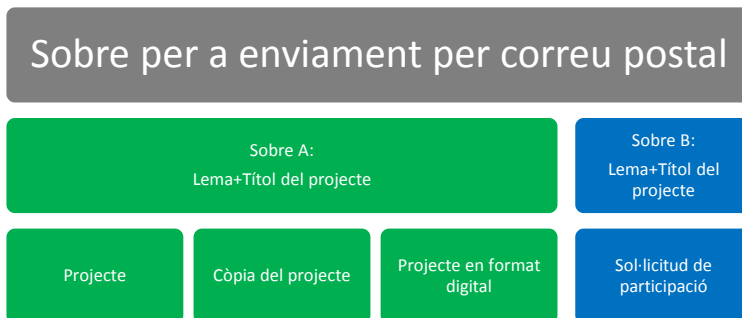 Sobre per a enviament per correu postal
Sobre A:
Lema+Títol del projecte
Sobre B:
Lema+Títol del
projecte
Projecte
Còpia del projecte
Projecte en format
digital
Sol·licitud de
participació